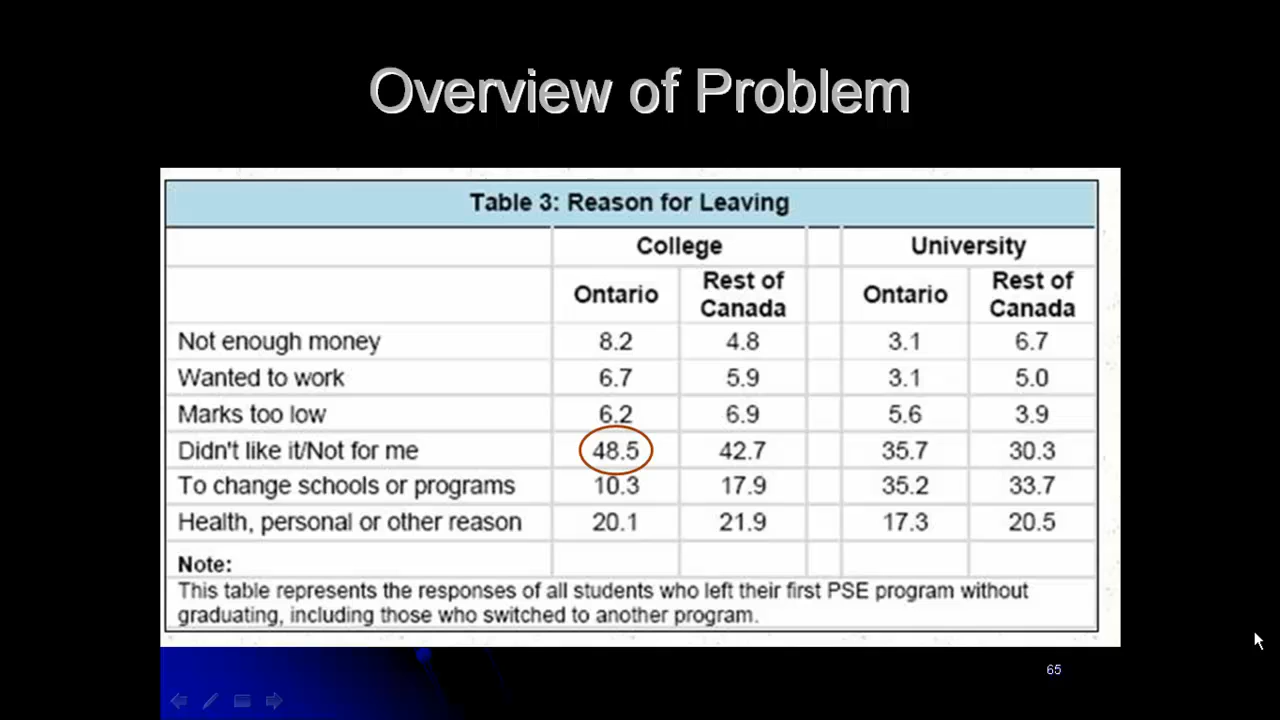 Overview of Problem
Table 3: Reason for Leaving
College University
Ontario Rest of Canada Ontario Rest of Canada
Not enough money 8.2 4.8 3.1 6.7
Wanted to work 6.7 5.9 3.1 5.0
Marks too low 6.2 6.9 5.6 3.9
Didn't like it/Not for me 48.5 42.7 35.7 30.3
To change schools or programs 10.3 17.9 35.2 33.7
Health, personal or other reason 20.1 21.9 17.3 20.5
Note:
This table represents the responses of all students who left their first PSE program without
graduating, including those who switched to another program.
65